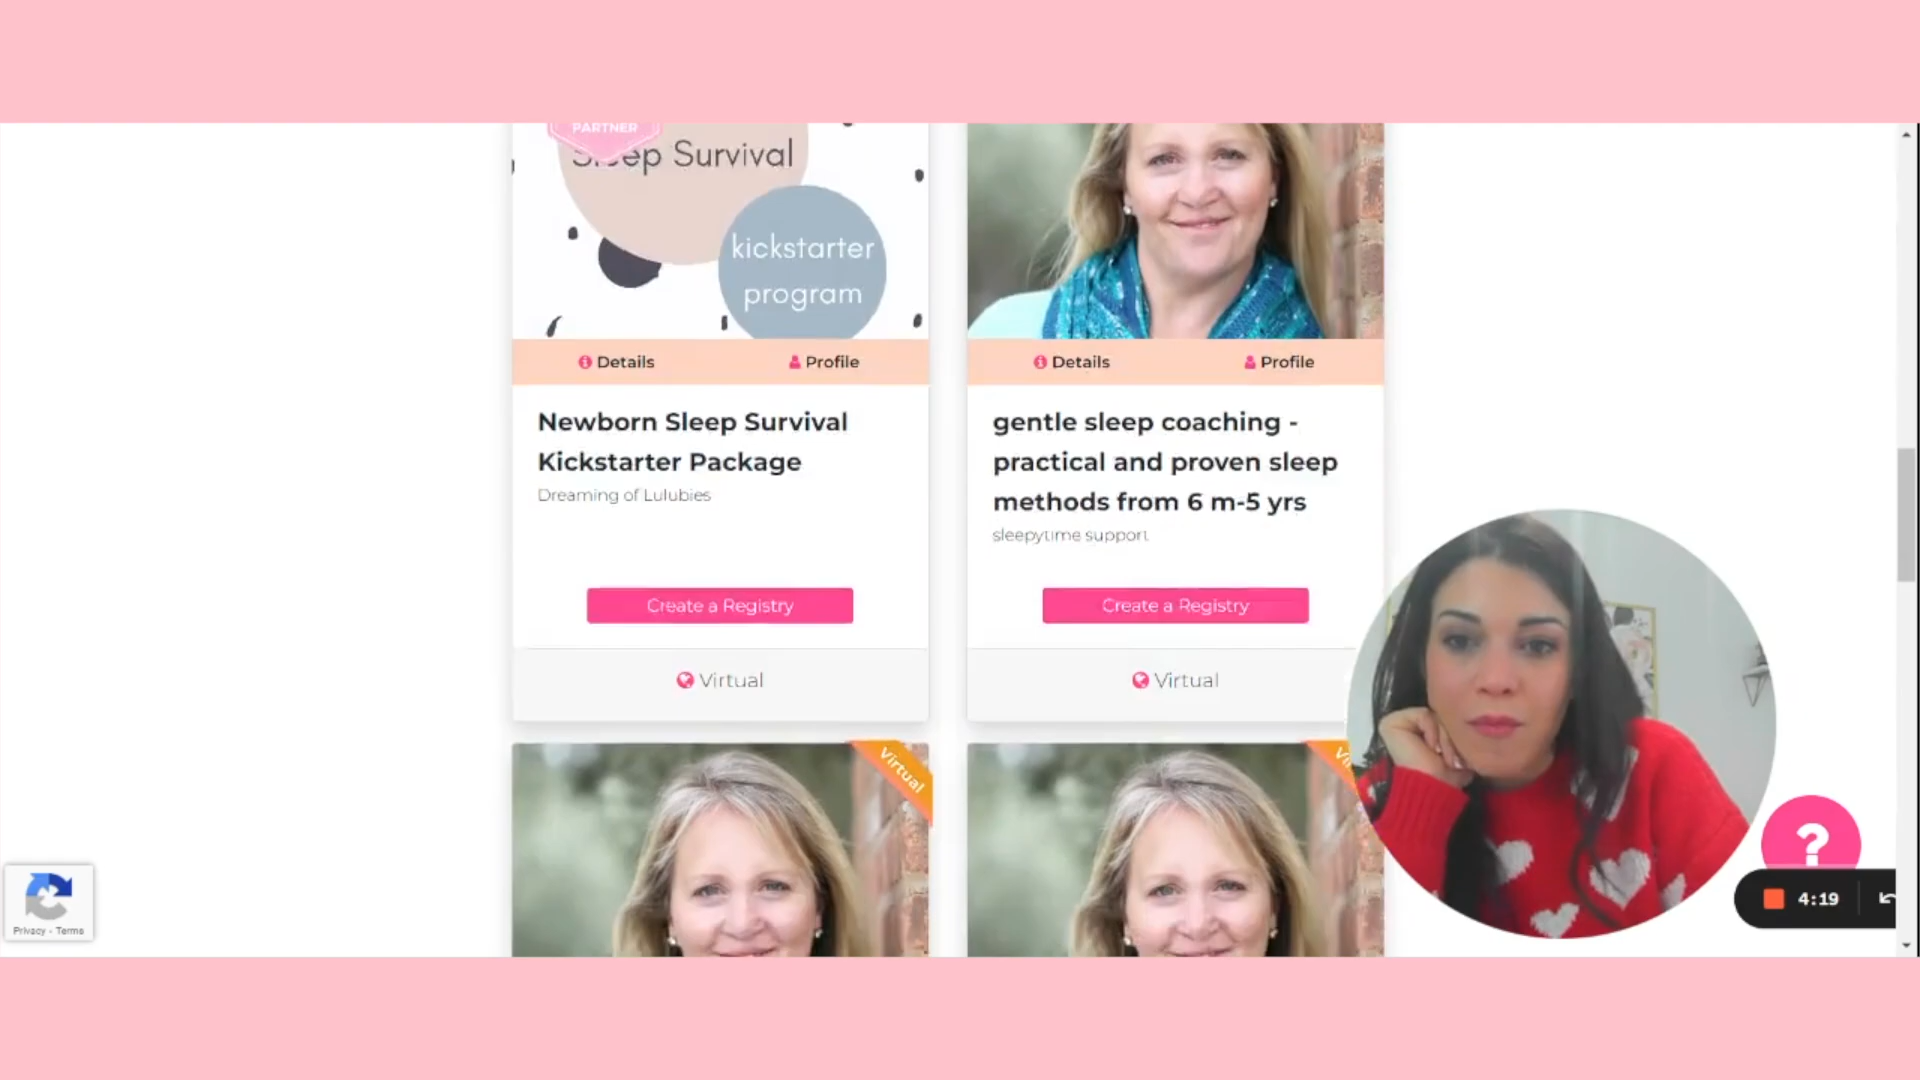 PARTNER
Sleep Survival
kickstarter
program
Details
Profile
Details
Profile
Newborn Sleep Survival
Kickstarter Package
Dreaming of Lulubies
gentle sleep coaching -
practical and proven sleep
methods from 6 m-5 yrs
sleepytime support
Create a Registry
Create a Registry
Virtual
Virtual
Virtual
Vi
?
4:19
Privacy - Terms